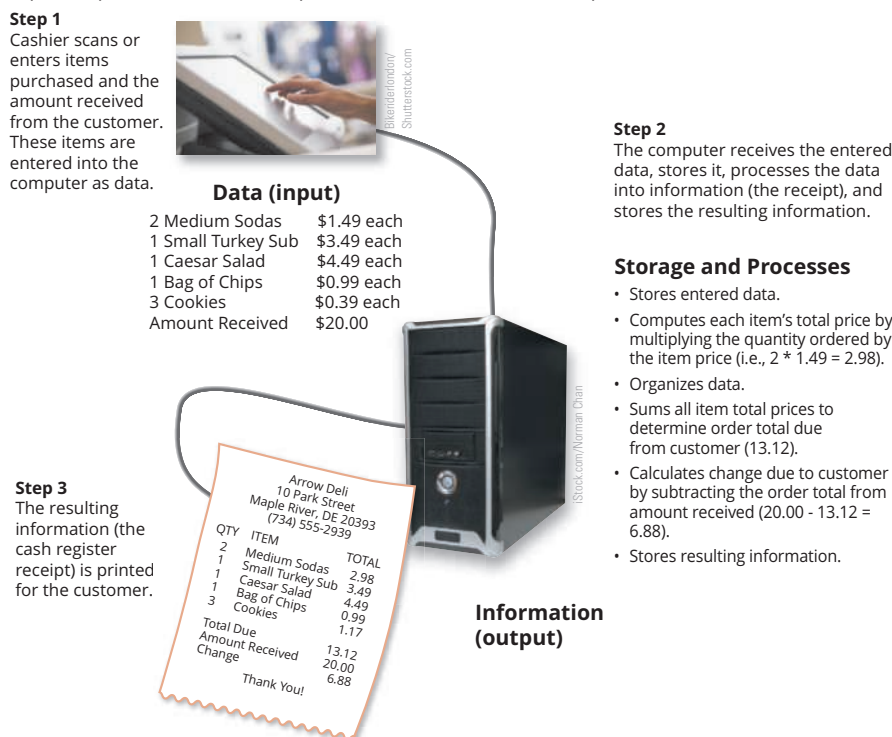 Step 1
Cashier scans or
enters items
purchased and the
amount received
from the customer.
These items are
entered into the
computer as data.
Bikeriderlondon/
Shutterstock.com
Data (input)
2 Medium Sodas $1.49 each
1 Small Turkey Sub $3.49 each
1 Caesar Salad $4.49 each
1 Bag of Chips $0.99 each
3 Cookies $0.39 each
Amount Received $20.00
Step 2
The computer receives the entered
data, stores it, processes the data
into information (the receipt), and
stores the resulting information.
Storage and Processes
• Stores entered data.
• Computes each item’s total price by
multiplying the quantity ordered by
the item price (i.e., 2 * 1.49 = 2.98).
• Organizes data.
• Sums all item total prices to
determine order total due
from customer (13.12).
• Calculates change due to customer
by subtracting the order total from
amount received (20.00 - 13.12 =
6.88).
• Stores resulting information.
iStock.com/Norman Chan
Step 3
The resulting
information (the
cash register
receipt) is printed
for the customer.
Arrow Deli
10 Park Street
Maple River, DE 20393
(734) 555-2939
QTY ITEM TOTAL
2 Medium Sodas 2.98
1 Small Turkey Sub 3.49
1 Caesar Salad 4.49
1 Bag of Chips 0.99
3 Cookies 1.17
Total Due 13.12
Amount Received 20.00
Change 6.88
Thank You!
Information
(output)